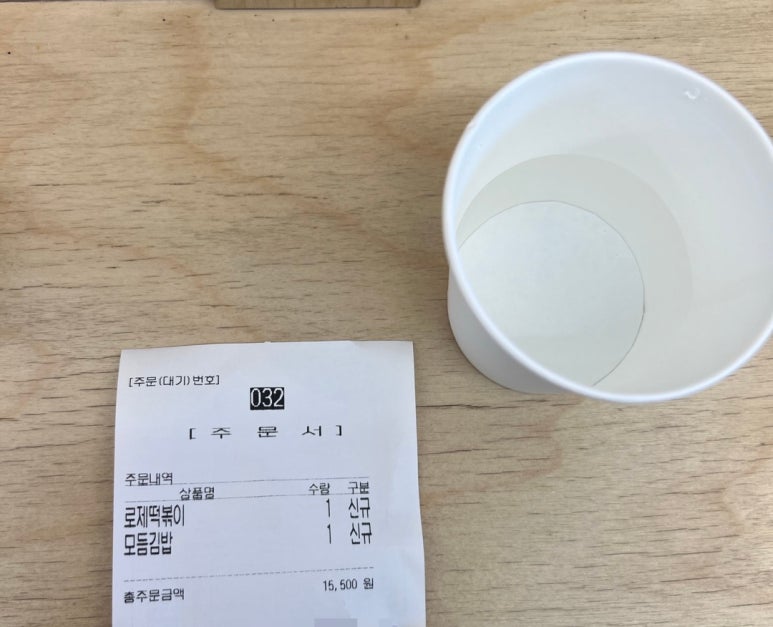 [주문(대기)번호]
032
[ 주 문 서 ]
주문내역
상품명 수량 구분
로제떡볶이 1 신규
모듬김밥 1 신규
총주문금액 15,500 원